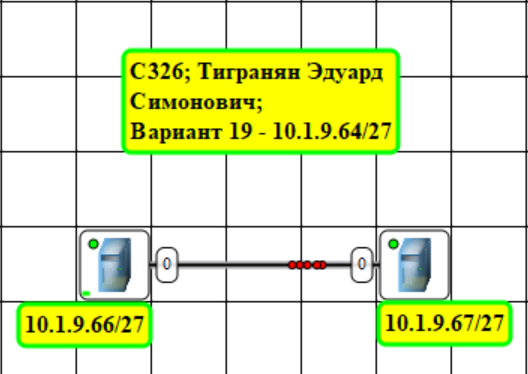 С326; Тигранян Эдуард
Симонович;
Вариант 19 - 10.1.9.64/27
0
0
10.1.9.66/27
10.1.9.67/27